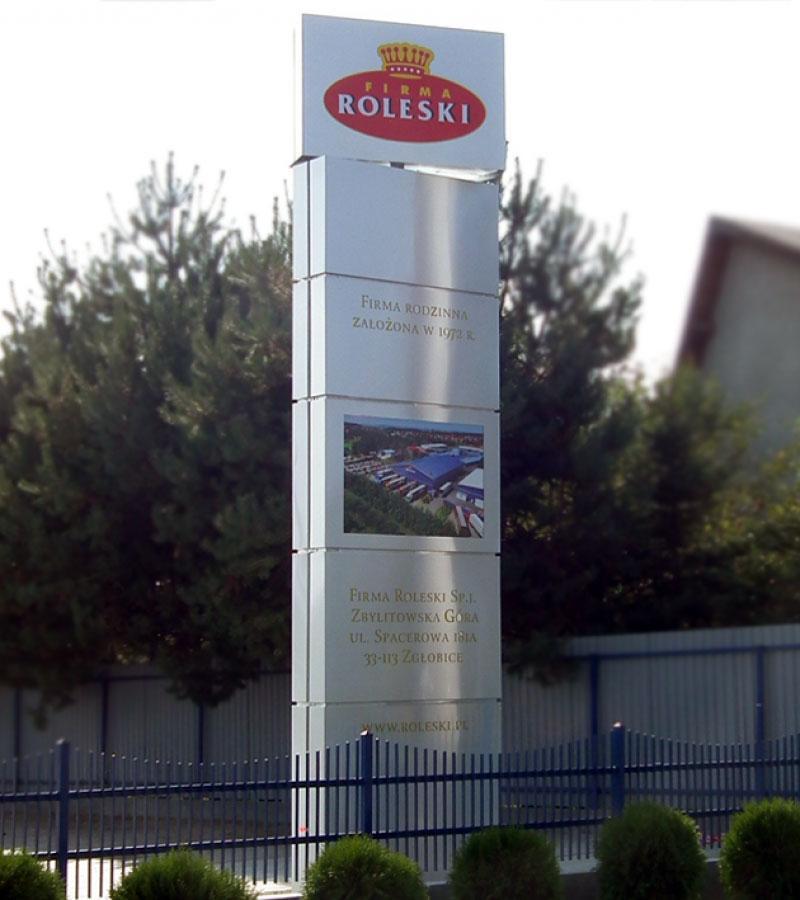 FIRMA
ROLESKI
FIRMA RODZINNA
ZAŁOŻONA W 1972 R.
FIRMA ROLESKI SP.J.
ZBYLITOWSKA GÓRA
UL. SPACEROWA 181A
33-113 ZGŁOBICE
WWW.ROLESKI.PL